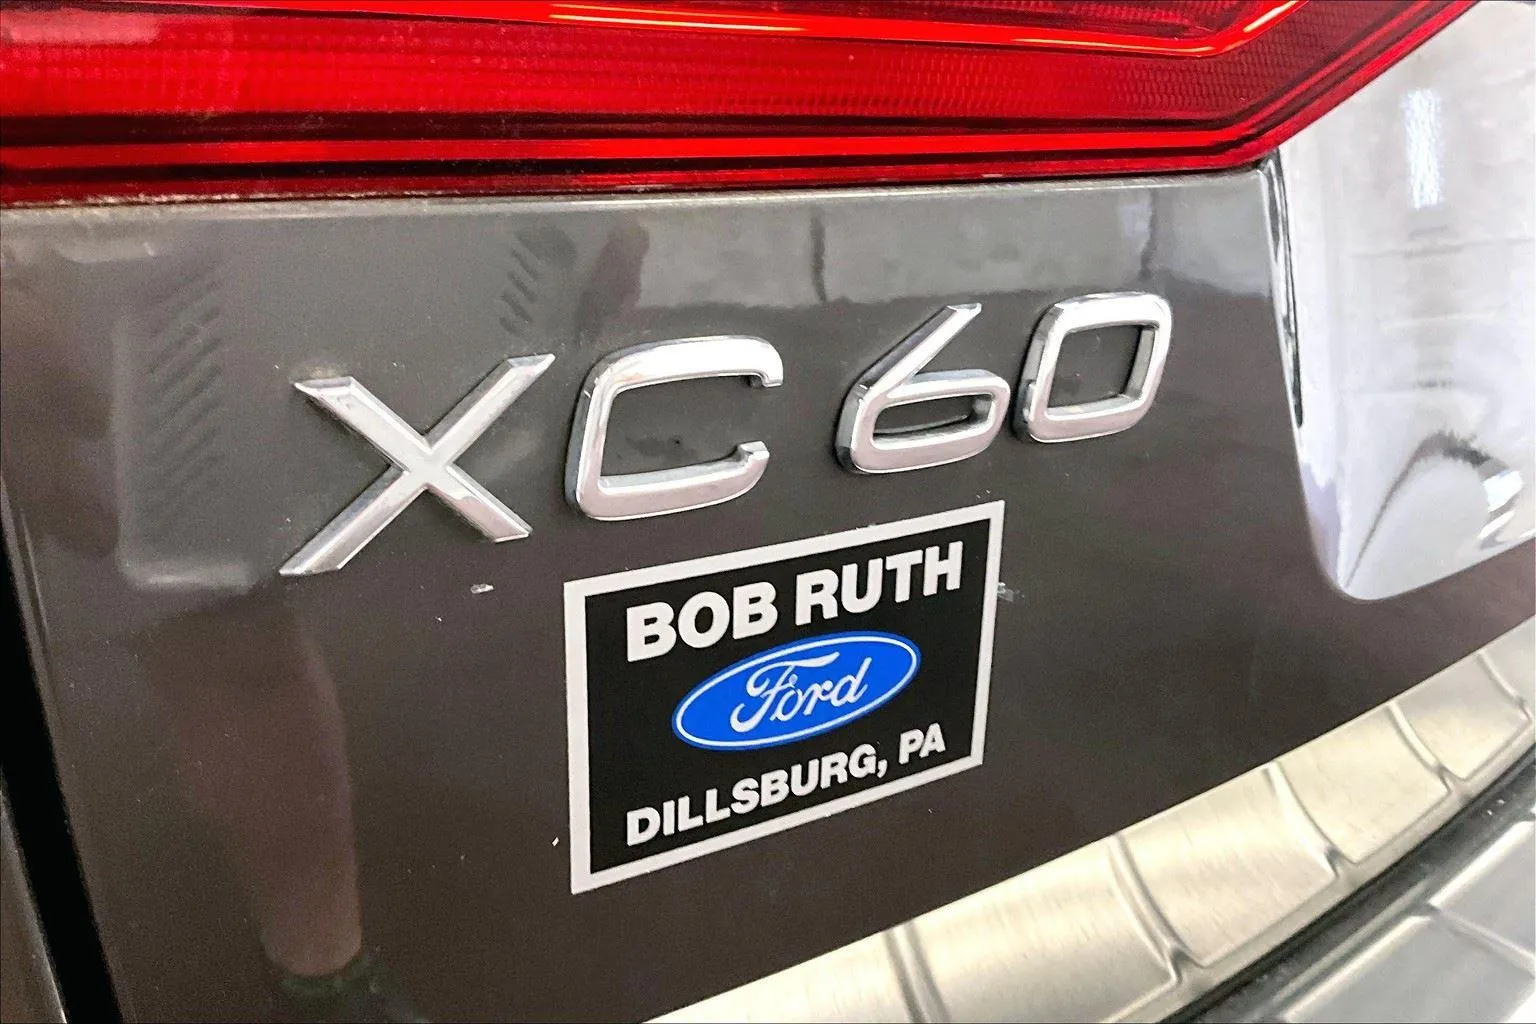 XC60
BOB RUTH
Ford
DILLSBURG, PA